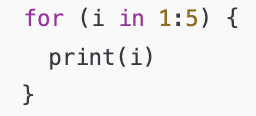 for (i in 1:5) {
  print(i)
}